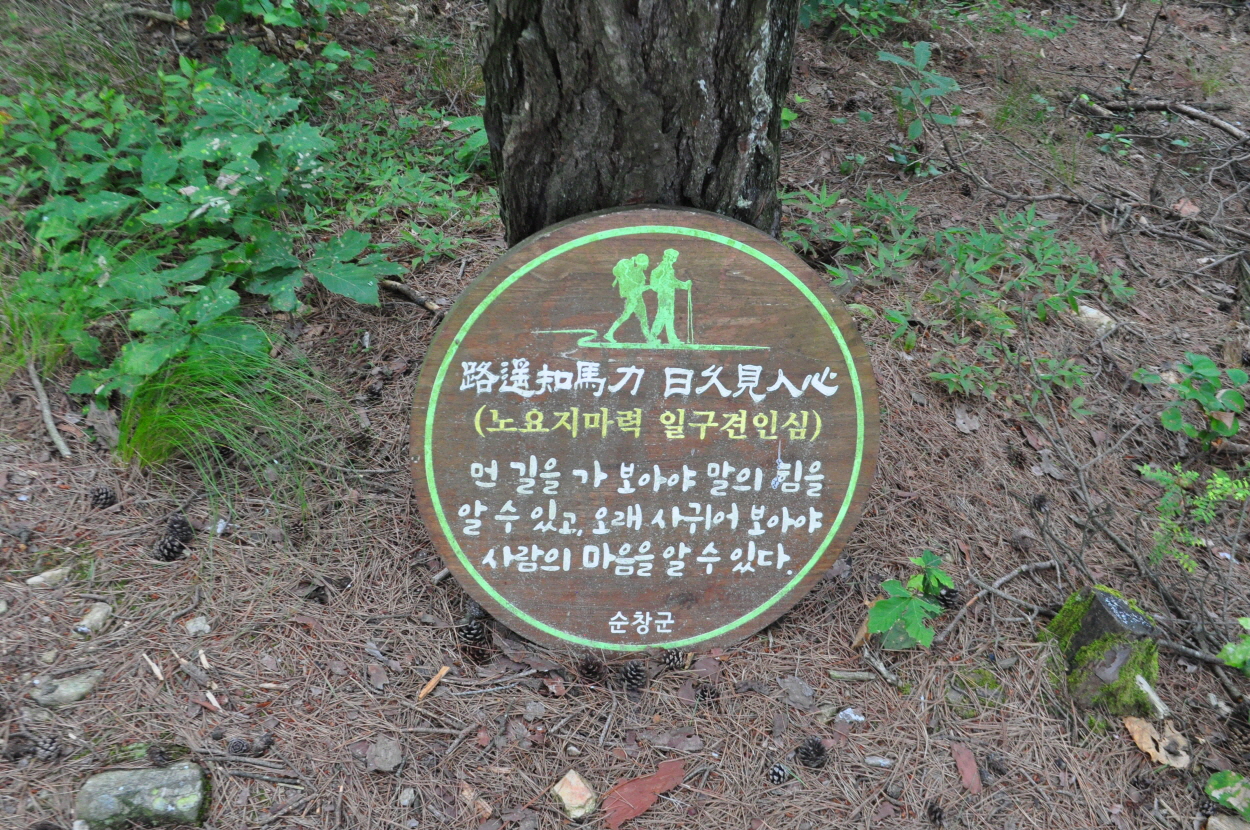 路遥知馬力 日久見人心
(노요지마력 일구견인심)
먼 길을 가 보아야 말의 힘을
알 수 있고, 오래 사귀어 보아야
사람의 마음을 알 수 있다.
순창군